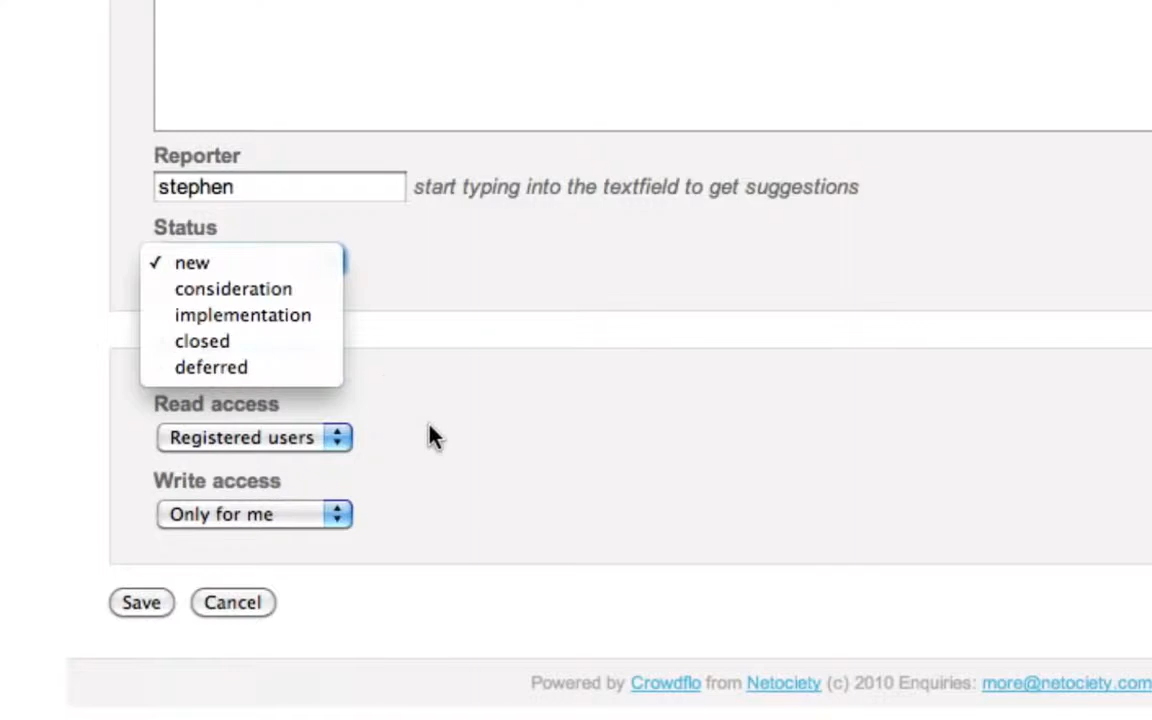 Reporter
stephen start typing into the textfield to get suggestions
Status
✓ new
consideration
implementation
closed
deferred
Read access
Registered users
Write access
Only for me
Save Cancel
Powered by Crowdflo from Netociety (c) 2010 Enquiries: more@netociety.com